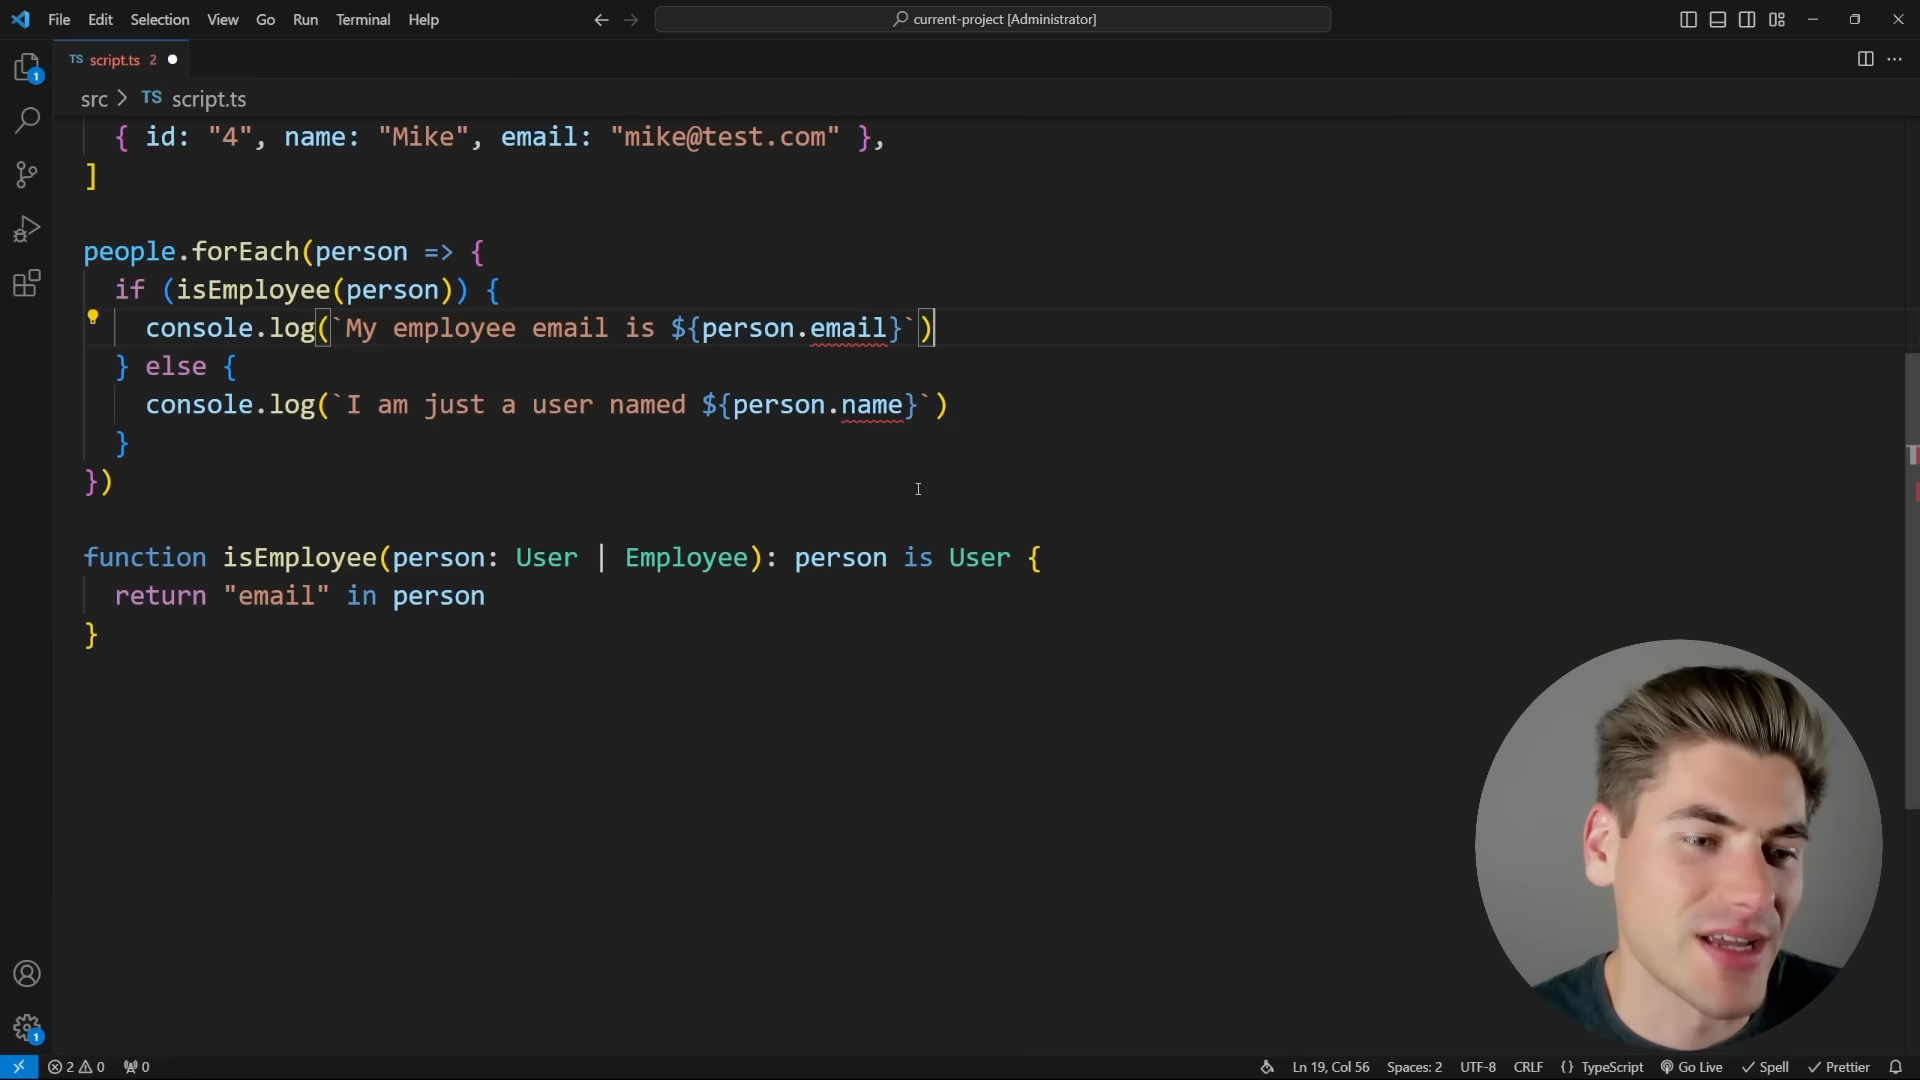 File Edit Selection View Go Run Terminal Help
current-project [Administrator]
TS script.ts 2
src > TS script.ts
{ id: "4", name: "Mike", email: "mike@test.com" },
]
people.forEach(person => {
if (isEmployee(person)) {
console.log(`My employee email is ${person.email}`)
} else {
console.log(`I am just a user named ${person.name}`)
}
})
function isEmployee(person: User | Employee): person is User {
return "email" in person
}
1
1
2 0 0 Ln 19, Col 56 Spaces: 2 UTF-8 CRLF {} TypeScript Go Live Spell Prettier